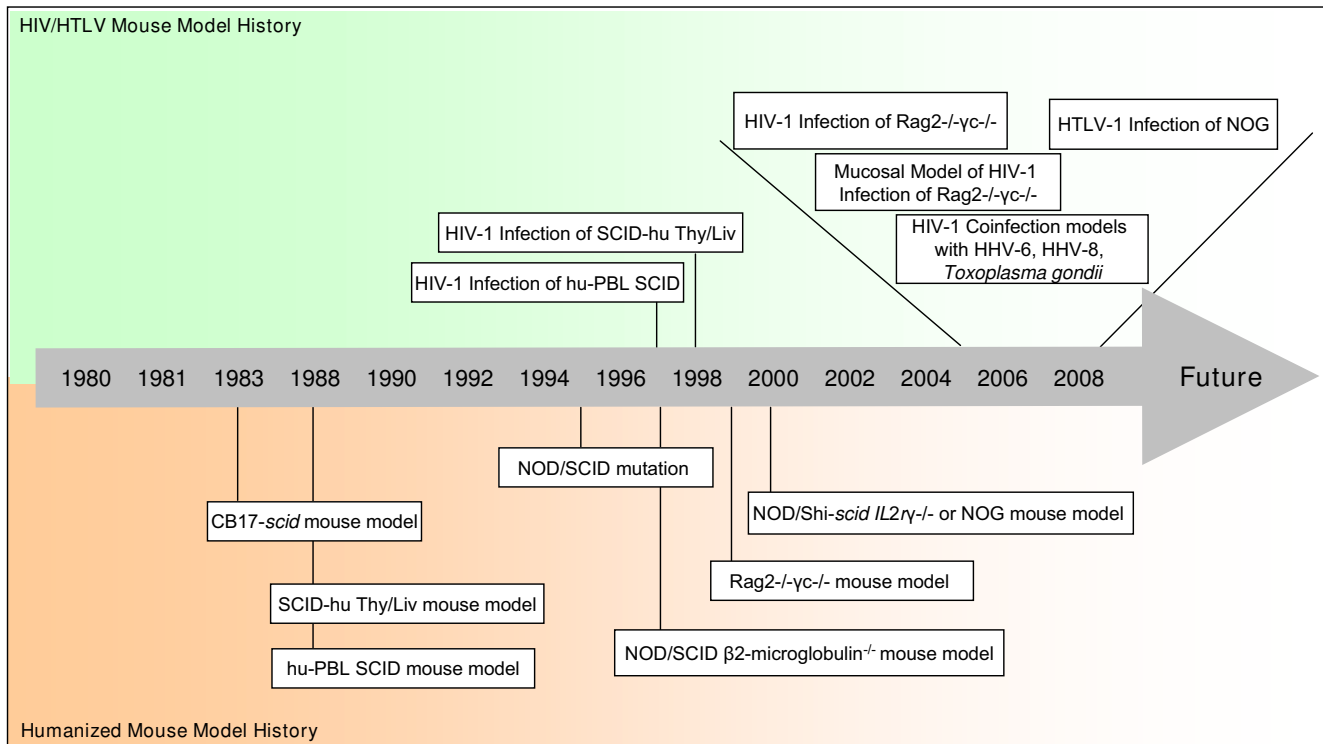 HIV/HTLV Mouse Model History
HIV-1 Infection of Rag2-/-γc-/-
HTLV-1 Infection of NOG
Mucosal Model of HIV-1
Infection of Rag2-/-γc-/-
HIV-1 Coinfection models
with HHV-6, HHV-8,
Toxoplasma gondii
HIV-1 Infection of SCID-hu Thy/Liv
HIV-1 Infection of hu-PBL SCID
1980 1981 1983 1988 1990 1992 1994 1996 1998 2000 2002 2004 2006 2008 Future
NOD/SCID mutation
CB17-scid mouse model
NOD/Shi-scid IL2rγ-/- or NOG mouse model
Rag2-/-γc-/- mouse model
SCID-hu Thy/Liv mouse model
hu-PBL SCID mouse model
NOD/SCID β2-microglobulin-/- mouse model
Humanized Mouse Model History